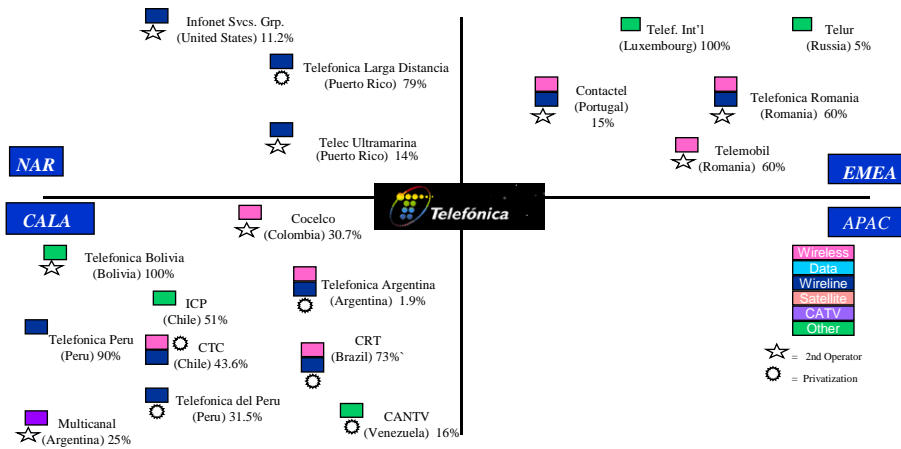 Infonet Svcs. Grp.
(United States) 11.2%
Telefonica Larga Distancia
(Puerto Rico) 79%
Telec Ultramarina
(Puerto Rico) 14%
NAR
Telef. Int'l
(Luxembourg) 100%
Telur
(Russia) 5%
Contactel
(Portugal)
15%
Telefonica Romania
(Romania) 60%
Telemobil
(Romania) 60%
EMEA
Telefónica
CALA
Cocelco
(Colombia) 30.7%
Telefonica Bolivia
(Bolivia) 100%
Telefonica Argentina
(Argentina) 1.9%
ICP
(Chile) 51%
Telefonica Peru
(Peru) 90%
CTC
(Chile) 43.6%
CRT
(Brazil) 73%`
Telefonica del Peru
(Peru) 31.5%
Multicanal
(Argentina) 25%
CANTV
(Venezuela) 16%
APAC
Wireless
Data
Wireline
Satellite
CATV
Other
= 2nd Operator
= Privatization